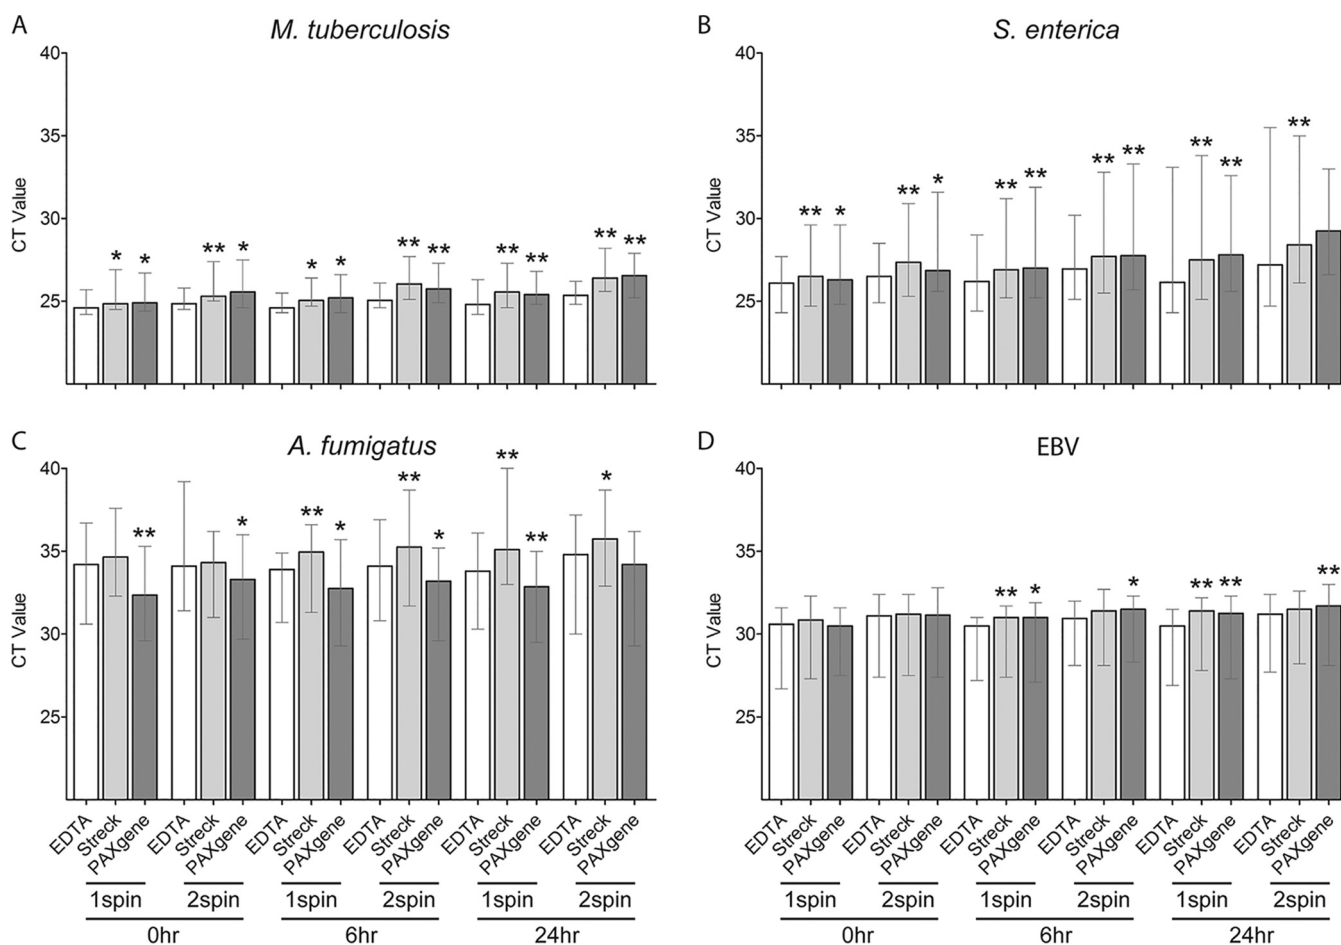 A
M. tuberculosis
40
35
30
25
CT Value
* * ** * * * ** ** ** ** ** **
B
S. enterica
40
35
30
25
CT Value
** * ** * ** ** ** ** ** ** **
C
A. fumigatus
40
35
30
25
CT Value
** * ** * ** * ** ** *
EDTA Streck PAXgene EDTA Streck PAXgene EDTA Streck PAXgene EDTA Streck PAXgene EDTA Streck PAXgene EDTA Streck PAXgene
1spin 2spin 1spin 2spin 1spin 2spin
0hr 6hr 24hr
D
EBV
40
35
30
25
CT Value
** * * ** ** **
EDTA Streck PAXgene EDTA Streck PAXgene EDTA Streck PAXgene EDTA Streck PAXgene EDTA Streck PAXgene EDTA Streck PAXgene
1spin 2spin 1spin 2spin 1spin 2spin
0hr 6hr 24hr